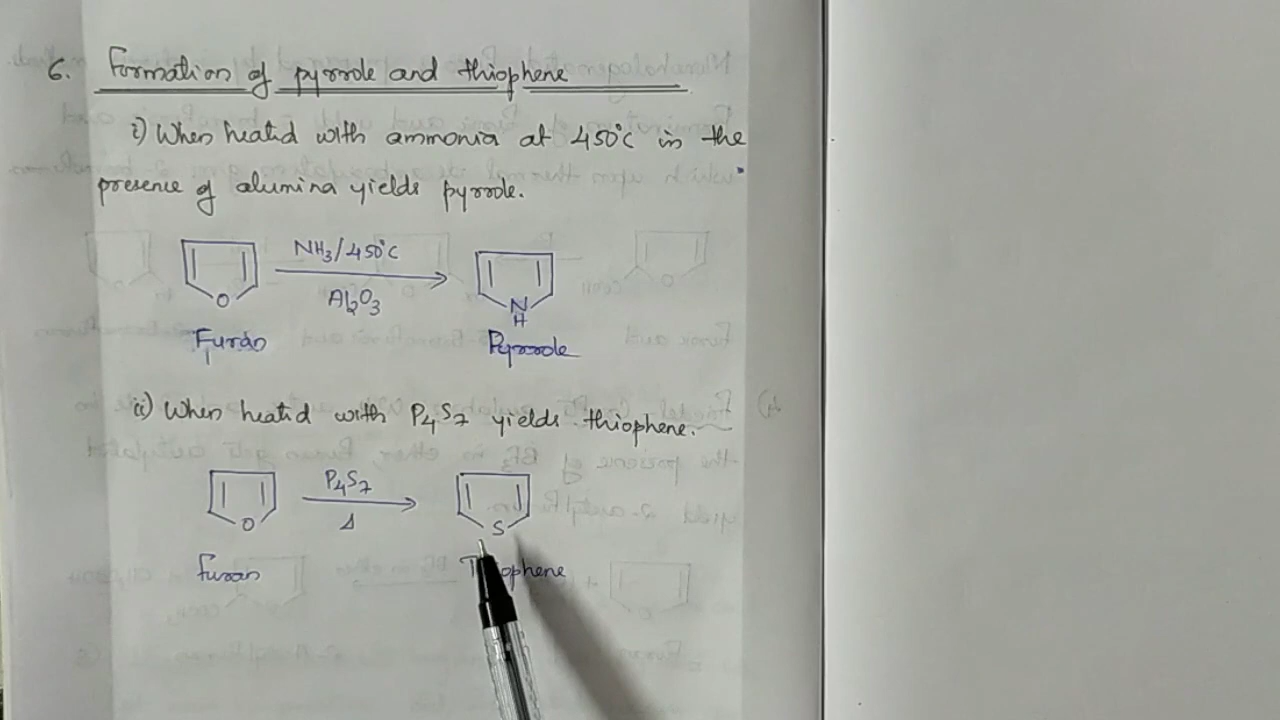 6. Formation of pyrrole and thiophene
i) When heated with ammonia at 450°C in the
presence of alumina yields pyrrole.
NH3/450°C
Al2O3
O
N
H
Furan
Pyrrole
ii) When heated with P4S7 yields thiophene.
P4S7
Δ
O
S
furan
Thiophene